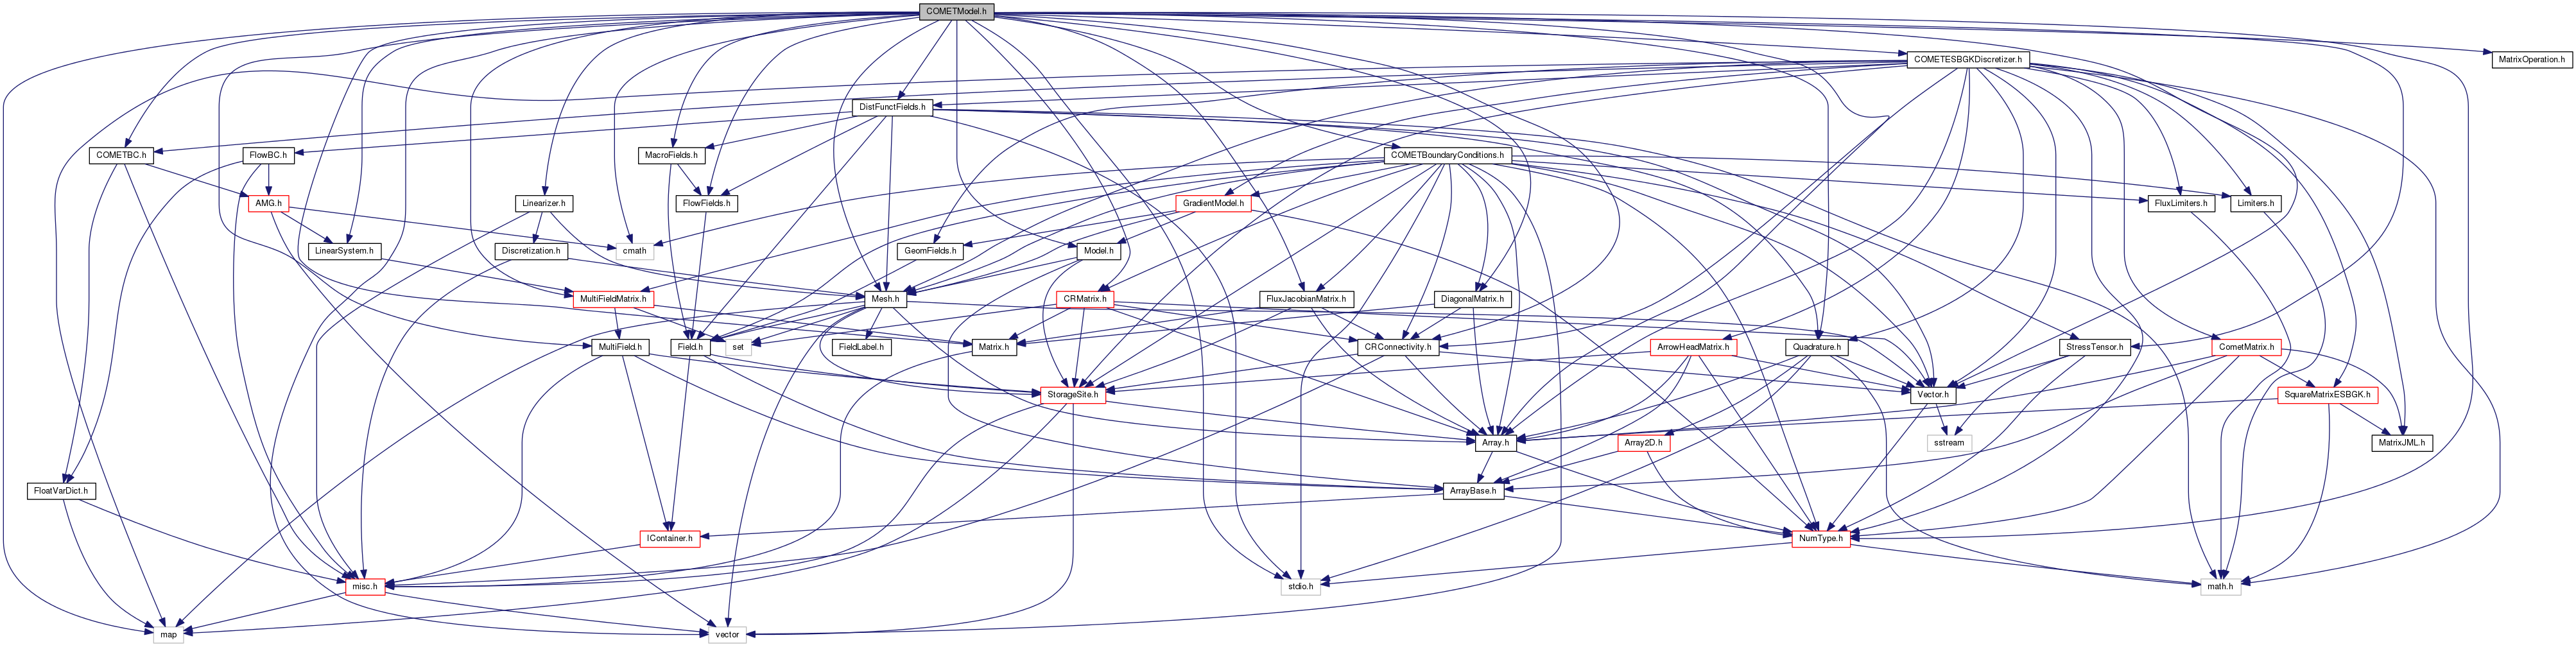 COMETModel.h
COMETESBGKDiscretizer.h
MatrixOperation.h
DistFunctFields.h
COMETBC.h
FlowBC.h
MacroFields.h
COMETBoundaryConditions.h
AMG.h
Linearizer.h
FlowFields.h
GradientModel.h
FluxLimiters.h
Limiters.h
LinearSystem.h
Discretization.h
cmath
GeomFields.h
Model.h
MultiFieldMatrix.h
Mesh.h
CRMatrix.h
FluxJacobianMatrix.h
DiagonalMatrix.h
MultiField.h
Field.h
set
FieldLabel.h
Matrix.h
CRConnectivity.h
ArrowHeadMatrix.h
Quadrature.h
StressTensor.h
CometMatrix.h
StorageSite.h
Vector.h
SquareMatrixESBGK.h
Array.h
Array2D.h
sstream
MatrixJML.h
FloatVarDict.h
ArrayBase.h
IContainer.h
NumType.h
misc.h
stdio.h
math.h
map
vector